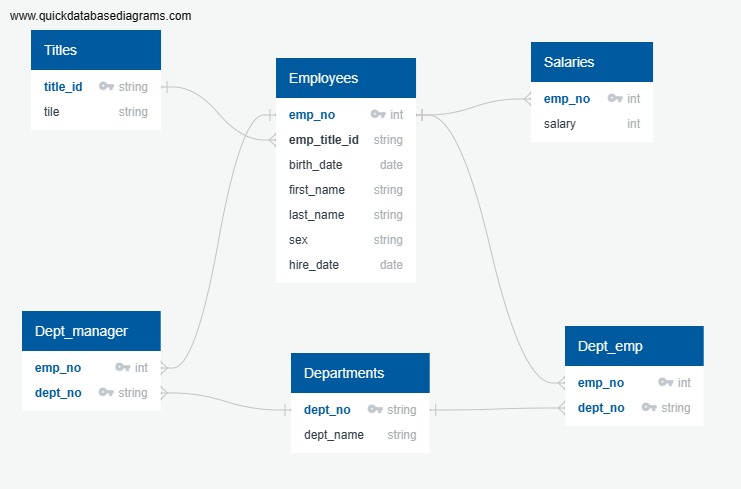 www.quickdatabasediagrams.com
Titles
title_id string
tile string
Employees
emp_no int
emp_title_id string
birth_date date
first_name string
last_name string
sex string
hire_date date
Salaries
emp_no int
salary int
Dept_manager
emp_no int
dept_no string
Departments
dept_no string
dept_name string
Dept_emp
emp_no int
dept_no string